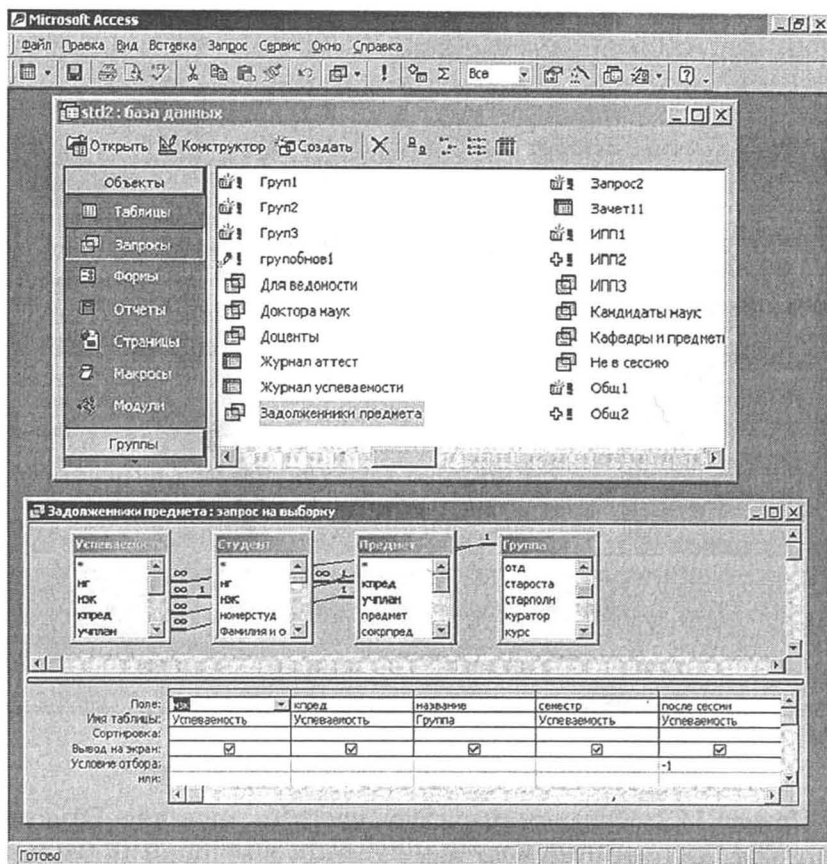 Microsoft Access
Файл Правка Вид Вставка Запрос Сервис Окно Справка
Все
std2 : база данных
Открыть Конструктор Создать
Объекты
Таблицы
Запросы
Формы
Отчеты
Страницы
Макросы
Модули
Группы
Груп1
Груп2
Груп3
групобнов1
Для ведоности
Доктора наук
Доценты
Журнал аттест
Журнал успеваемости
Задолженники предмета
Запрос2
Зачет11
ИПП1
ИПП2
ИПП3
Кандидаты наук
Кафедры и предмет
Не в сессию
Общ1
Общ2
Задолженники предмета : запрос на выборку
Успеваемость
*
нг
нзк
кпред
учплан
Студент
*
нг
нзк
номерстуд
Фамилия и о
Предмет
*
кпред
учплан
предмет
сокрпред
Группа
отд
староста
старполн
куратор
курс
∞ ∞ 1
∞ 1
∞ 1
∞
1
Поле: нзк кпред название семестр после сессии
Имя таблицы: Успеваемость Успеваемость Группа Успеваемость Успеваемость
Сортировка:
Вывод на экран:
Условие отбора: -1
или:
Готово